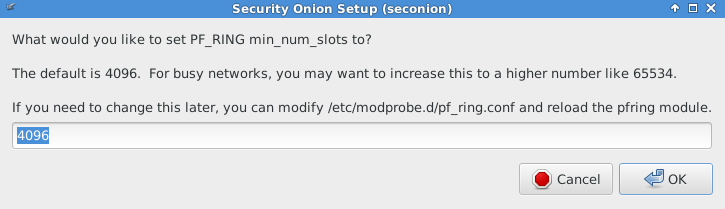 Security Onion Setup (seconion)
What would you like to set PF_RING min_num_slots to?
The default is 4096.  For busy networks, you may want to increase this to a higher number like 65534.
If you need to change this later, you can modify /etc/modprobe.d/pf_ring.conf and reload the pfring module.
4096
Cancel
OK